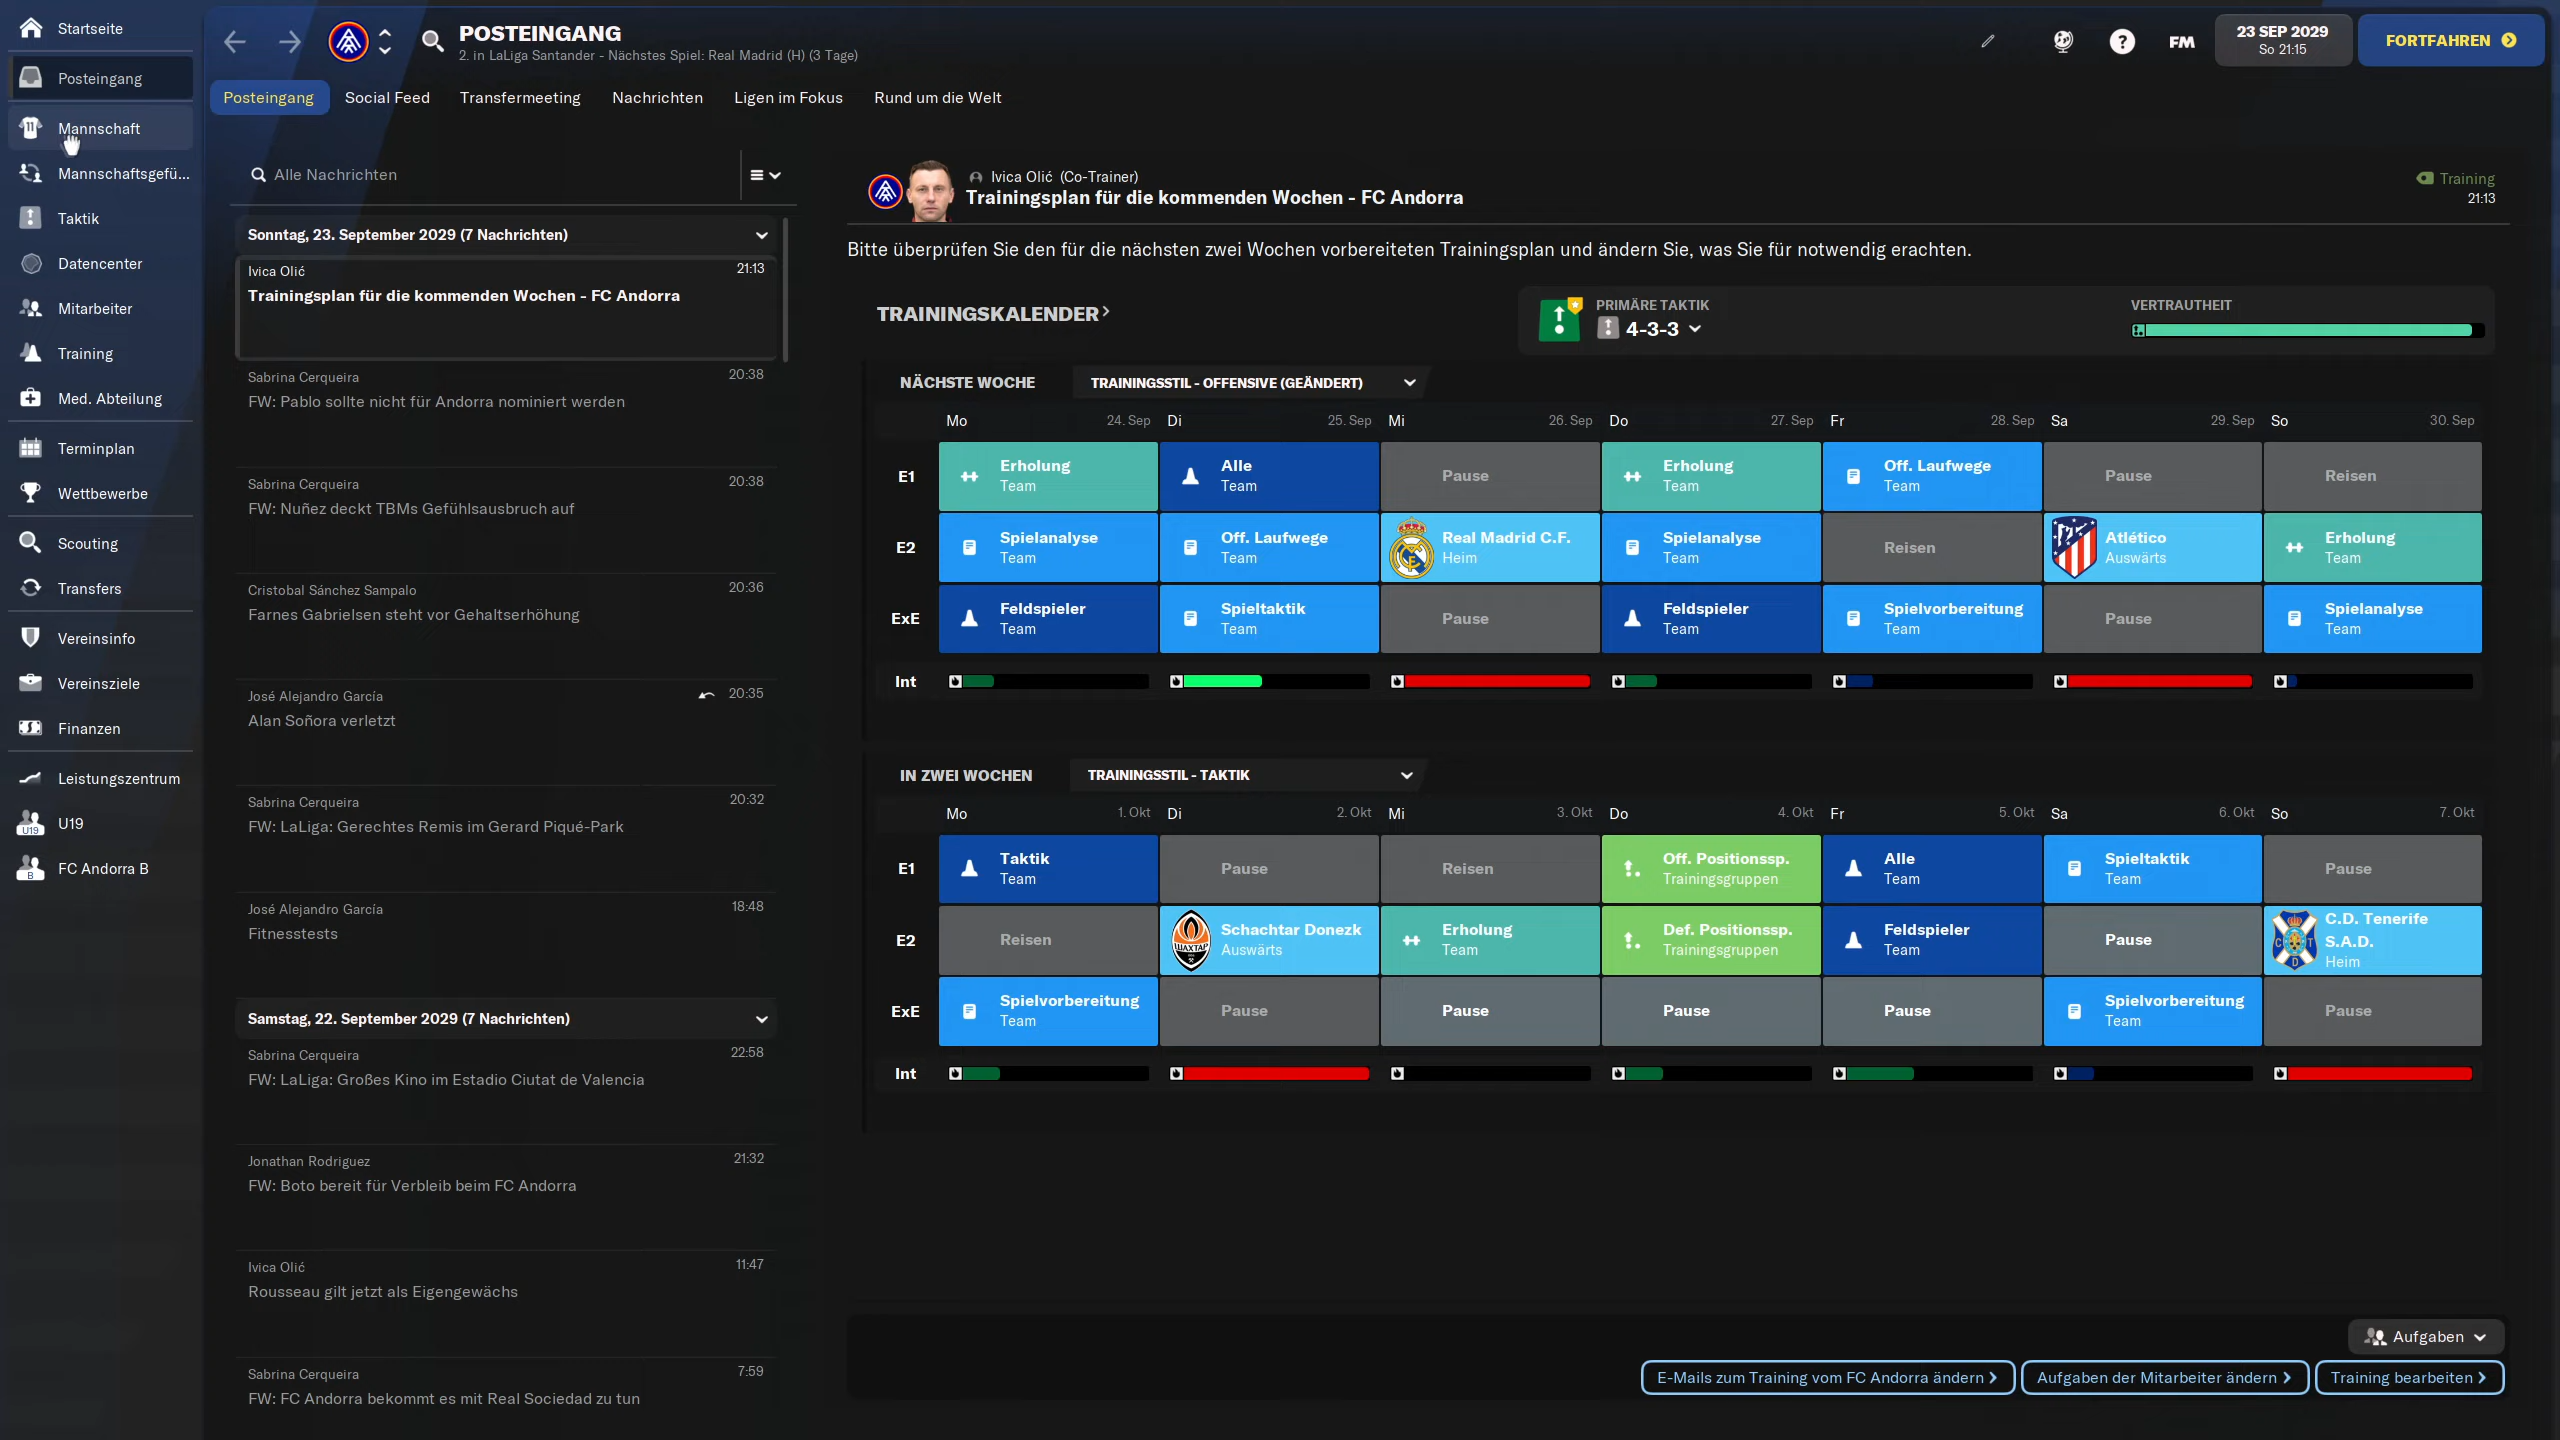 Startseite
Posteingang
Mannschaft
Mannschaftsgefü...
Taktik
Datencenter
Mitarbeiter
Training
Med. Abteilung
Terminplan
Wettbewerbe
Scouting
Transfers
Vereinsinfo
Vereinsziele
Finanzen
Leistungszentrum
U19
U19
FC Andorra B
B
POSTEINGANG
2. in LaLiga Santander - Nächstes Spiel: Real Madrid (H) (3 Tage)
FM
23 SEP 2029
So 21:15
FORTFAHREN
Posteingang Social Feed Transfermeeting Nachrichten Ligen im Fokus Rund um die Welt
Alle Nachrichten
Sonntag, 23. September 2029 (7 Nachrichten)
Ivica Olić 21:13
Trainingsplan für die kommenden Wochen - FC Andorra
Sabrina Cerqueira 20:38
FW: Pablo sollte nicht für Andorra nominiert werden
Sabrina Cerqueira 20:38
FW: Nuñez deckt TBMs Gefühlsausbruch auf
Cristobal Sánchez Sampalo 20:36
Farnes Gabrielsen steht vor Gehaltserhöhung
José Alejandro García 20:35
Alan Soñora verletzt
Sabrina Cerqueira 20:32
FW: LaLiga: Gerechtes Remis im Gerard Piqué-Park
José Alejandro García 18:48
Fitnesstests
Samstag, 22. September 2029 (7 Nachrichten)
Sabrina Cerqueira 22:58
FW: LaLiga: Großes Kino im Estadio Ciutat de Valencia
Jonathan Rodriguez 21:32
FW: Boto bereit für Verbleib beim FC Andorra
Ivica Olić 11:47
Rousseau gilt jetzt als Eigengewächs
Sabrina Cerqueira 7:59
FW: FC Andorra bekommt es mit Real Sociedad zu tun
Ivica Olić (Co-Trainer)
Trainingsplan für die kommenden Wochen - FC Andorra
Training
21:13
Bitte überprüfen Sie den für die nächsten zwei Wochen vorbereiteten Trainingsplan und ändern Sie, was Sie für notwendig erachten.
TRAININGSKALENDER
PRIMÄRE TAKTIK
4-3-3
VERTRAUTHEIT
NÄCHSTE WOCHE TRAININGSSTIL - OFFENSIVE (GEÄNDERT)
Mo 24. Sep Di 25. Sep Mi 26. Sep Do 27. Sep Fr 28. Sep Sa 29. Sep So 30. Sep
E1
Erholung Alle Pause Erholung Off. Laufwege Pause Reisen
Team Team Team Team
E2
Spielanalyse Off. Laufwege Real Madrid C.F. Spielanalyse Reisen Atlético Erholung
Team Team Heim Team Auswärts Team
ExE
Feldspieler Spieltaktik Pause Feldspieler Spielvorbereitung Pause Spielanalyse
Team Team Team Team Team
Int
IN ZWEI WOCHEN TRAININGSSTIL - TAKTIK
Mo 1. Okt Di 2. Okt Mi 3. Okt Do 4. Okt Fr 5. Okt Sa 6. Okt So 7. Okt
E1
Taktik Pause Reisen Off. Positionssp. Alle Spieltaktik Pause
Team Trainingsgruppen Team Team
E2
Reisen Schachtar Donezk Erholung Def. Positionssp. Feldspieler Pause C.D. Tenerife S.A.D.
Auswärts Team Trainingsgruppen Team Heim
ExE
Spielvorbereitung Pause Pause Pause Pause Spielvorbereitung Pause
Team Team
Int
Aufgaben
E-Mails zum Training vom FC Andorra ändern
Aufgaben der Mitarbeiter ändern
Training bearbeiten